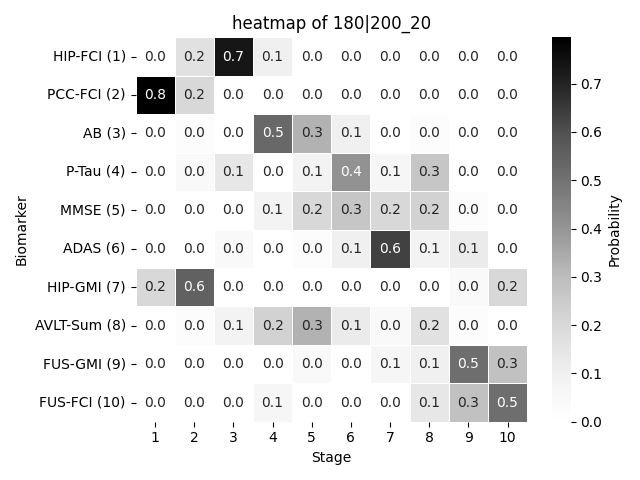 heatmap of 180|200_20
HIP-FCI (1) 0.0 0.2 0.7 0.1 0.0 0.0 0.0 0.0 0.0 0.0
PCC-FCI (2) 0.8 0.2 0.0 0.0 0.0 0.0 0.0 0.0 0.0 0.0
AB (3) 0.0 0.0 0.0 0.5 0.3 0.1 0.0 0.0 0.0 0.0
P-Tau (4) 0.0 0.0 0.1 0.0 0.1 0.4 0.1 0.3 0.0 0.0
MMSE (5) 0.0 0.0 0.0 0.1 0.2 0.3 0.2 0.2 0.0 0.0
ADAS (6) 0.0 0.0 0.0 0.0 0.0 0.1 0.6 0.1 0.1 0.0
HIP-GMI (7) 0.2 0.6 0.0 0.0 0.0 0.0 0.0 0.0 0.0 0.2
AVLT-Sum (8) 0.0 0.0 0.1 0.2 0.3 0.1 0.0 0.2 0.0 0.0
FUS-GMI (9) 0.0 0.0 0.0 0.0 0.0 0.0 0.1 0.1 0.5 0.3
FUS-FCI (10) 0.0 0.0 0.0 0.1 0.0 0.0 0.0 0.1 0.3 0.5
1 2 3 4 5 6 7 8 9 10
Stage
Biomarker
0.7
0.6
0.5
0.4
0.3
0.2
0.1
0.0
Probability